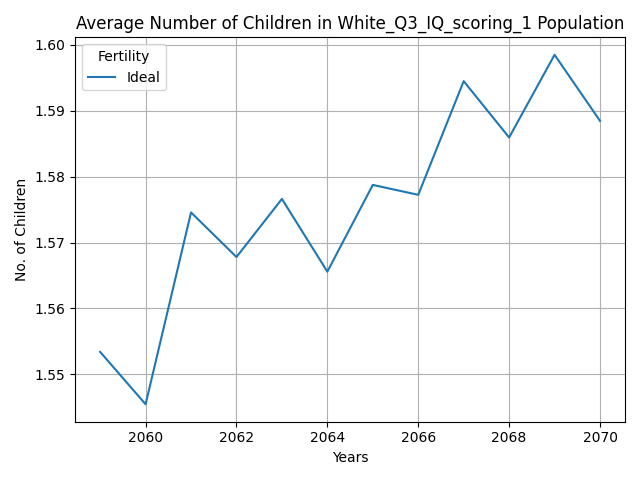 Average Number of Children in White_Q3_IQ_scoring_1 Population
Fertility
Ideal
1.60
1.59
1.58
1.57
1.56
1.55
No. of Children
2060
2062
2064
2066
2068
2070
Years